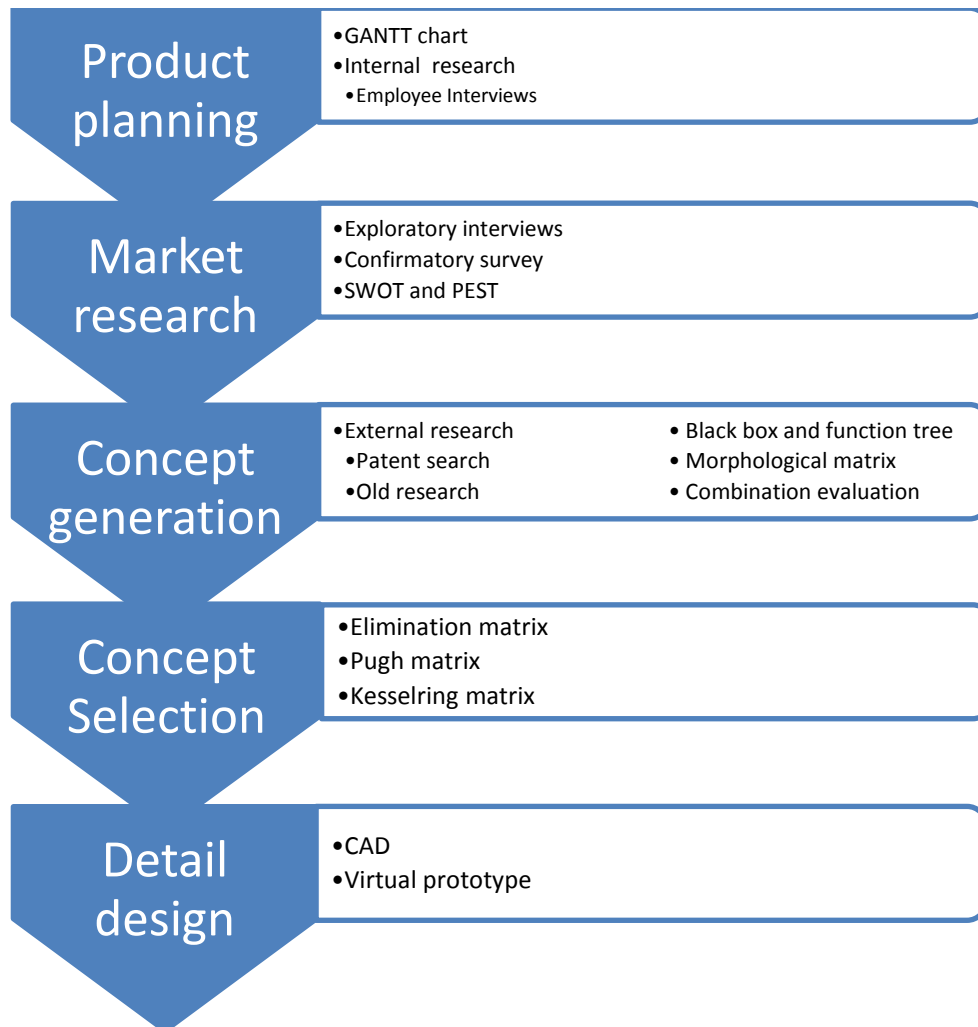 Product
planning
•GANTT chart
•Internal research
•Employee Interviews
Market
research
•Exploratory interviews
•Confirmatory survey
•SWOT and PEST
Concept
generation
•External research
•Patent search
•Old research
• Black box and function tree
• Morphological matrix
• Combination evaluation
Concept
Selection
•Elimination matrix
•Pugh matrix
•Kesselring matrix
Detail
design
•CAD
•Virtual prototype